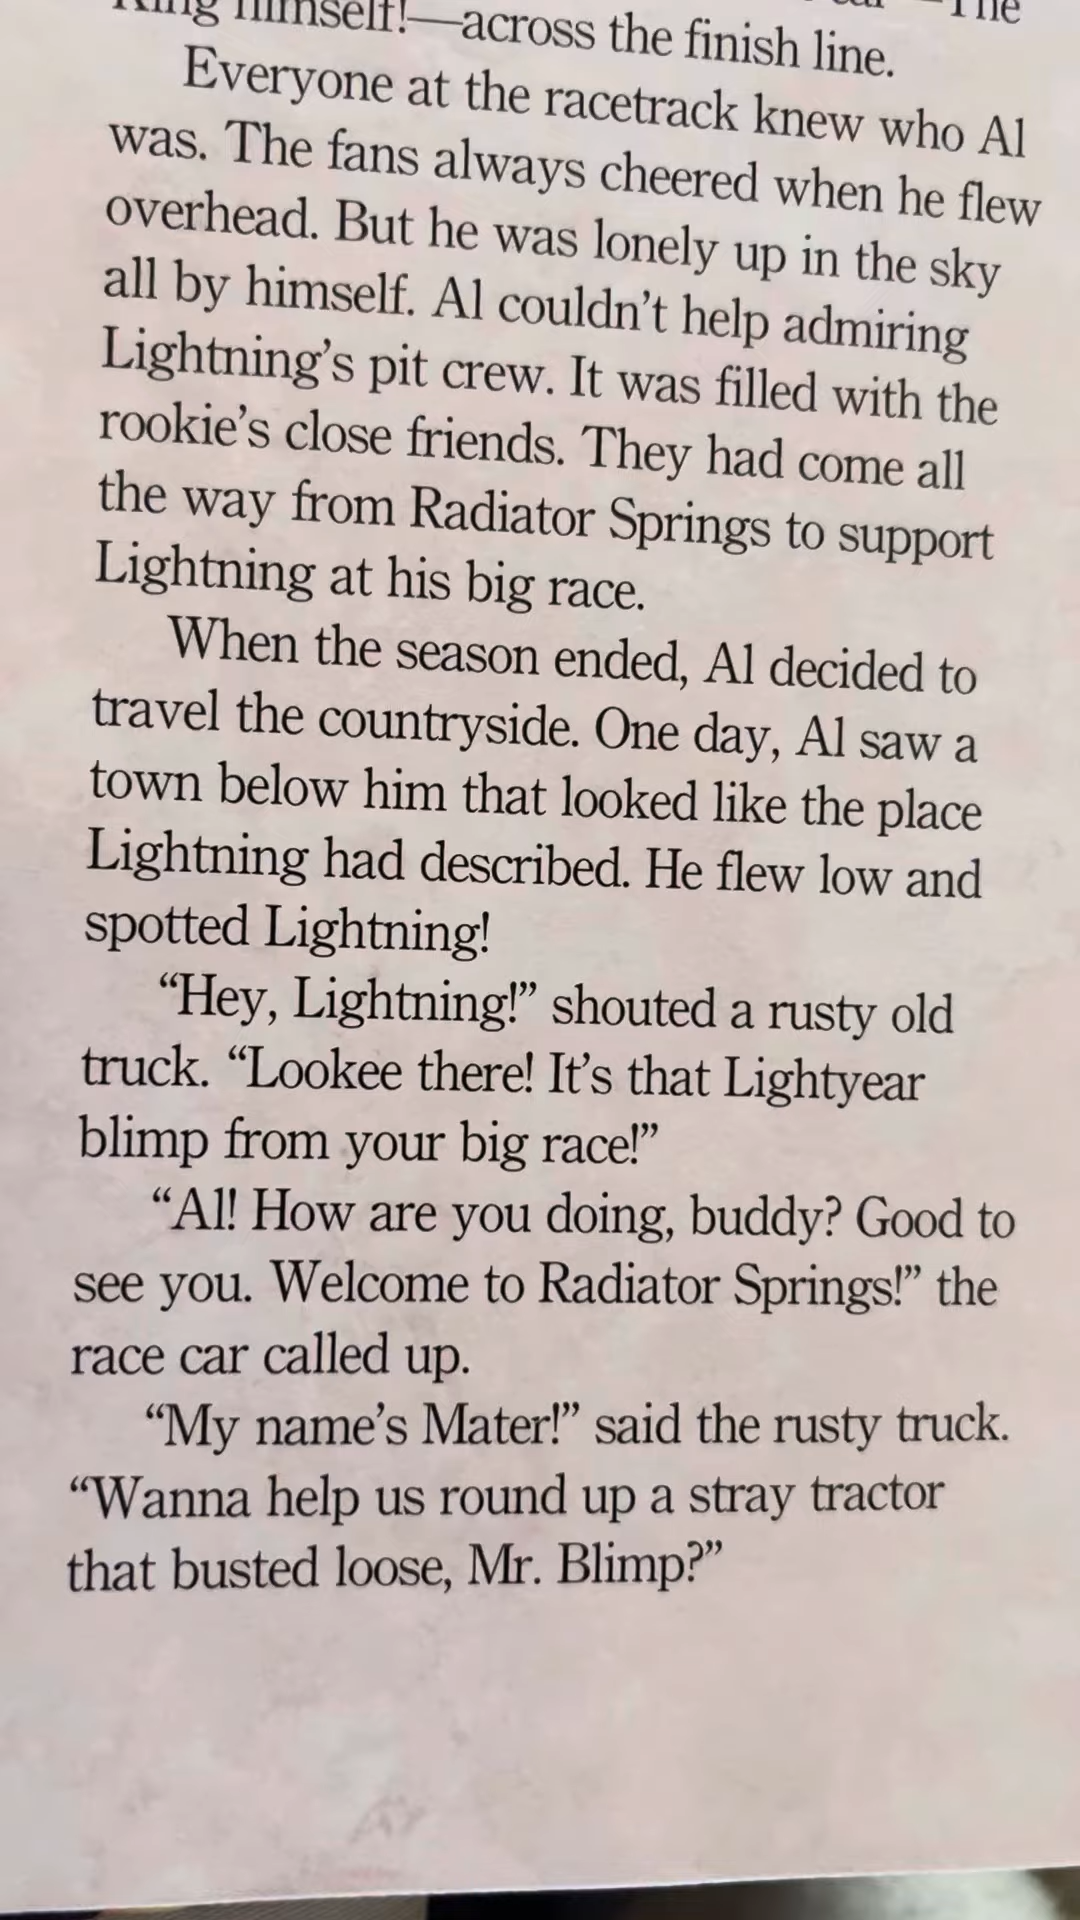 King himself!—across the finish line.
Everyone at the racetrack knew who Al
was. The fans always cheered when he flew
overhead. But he was lonely up in the sky
all by himself. Al couldn’t help admiring
Lightning’s pit crew. It was filled with the
rookie’s close friends. They had come all
the way from Radiator Springs to support
Lightning at his big race.
When the season ended, Al decided to
travel the countryside. One day, Al saw a
town below him that looked like the place
Lightning had described. He flew low and
spotted Lightning!
“Hey, Lightning!” shouted a rusty old
truck. “Lookee there! It’s that Lightyear
blimp from your big race!”
“Al! How are you doing, buddy? Good to
see you. Welcome to Radiator Springs!” the
race car called up.
“My name’s Mater!” said the rusty truck.
“Wanna help us round up a stray tractor
that busted loose, Mr. Blimp?”